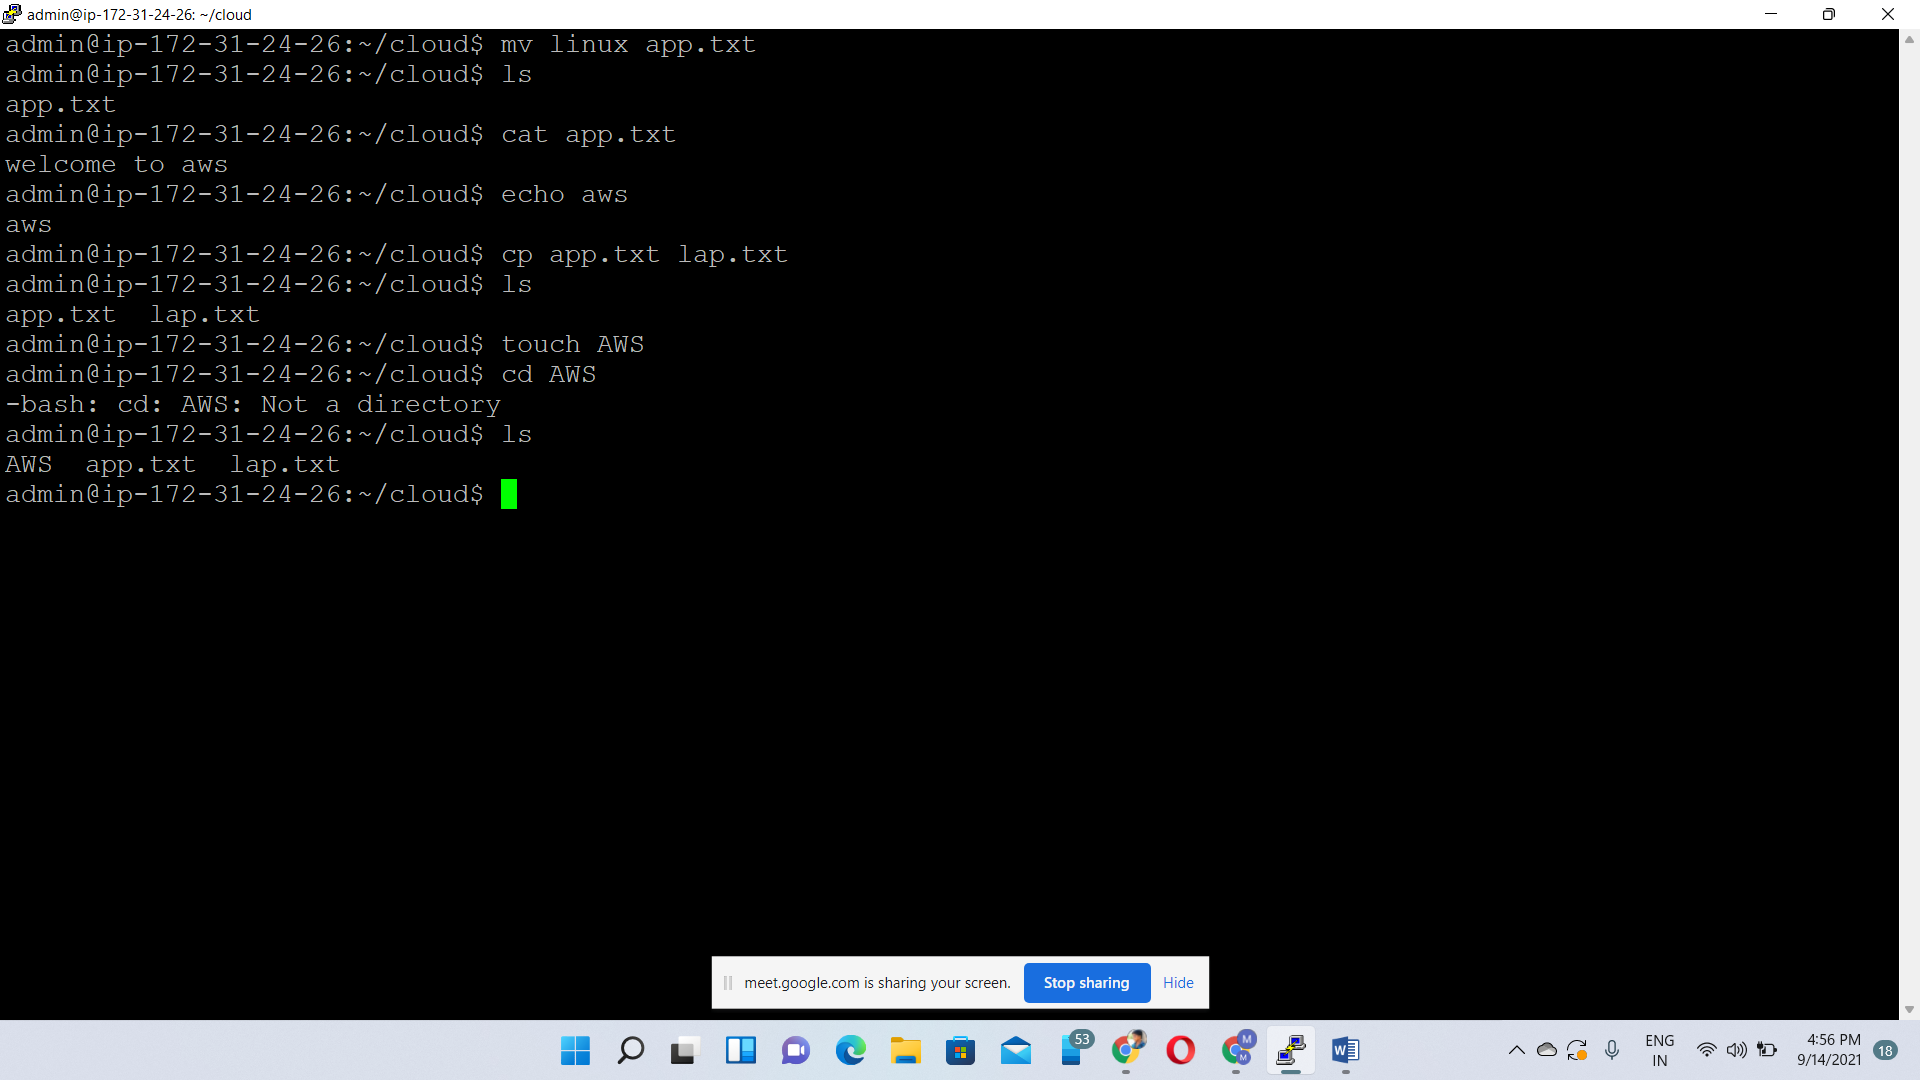 admin@ip-172-31-24-26: ~/cloud
admin@ip-172-31-24-26:~/cloud$ mv linux app.txt
admin@ip-172-31-24-26:~/cloud$ ls
app.txt
admin@ip-172-31-24-26:~/cloud$ cat app.txt
welcome to aws
admin@ip-172-31-24-26:~/cloud$ echo aws
aws
admin@ip-172-31-24-26:~/cloud$ cp app.txt lap.txt
admin@ip-172-31-24-26:~/cloud$ ls
app.txt  lap.txt
admin@ip-172-31-24-26:~/cloud$ touch AWS
admin@ip-172-31-24-26:~/cloud$ cd AWS
-bash: cd: AWS: Not a directory
admin@ip-172-31-24-26:~/cloud$ ls
AWS  app.txt  lap.txt
admin@ip-172-31-24-26:~/cloud$
meet.google.com is sharing your screen. Stop sharing Hide
53
M
M
ENG
IN
4:56 PM
9/14/2021
18